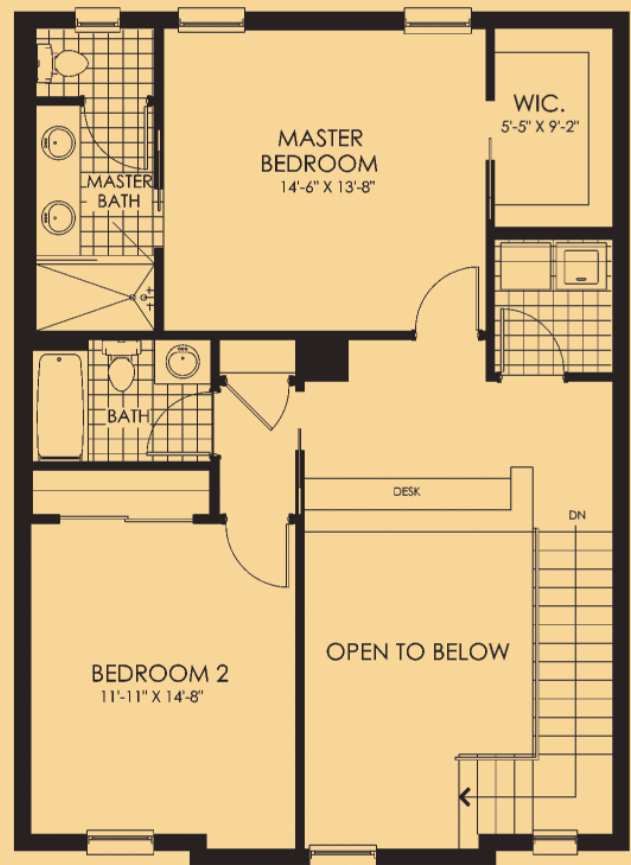 MASTER
BEDROOM
14'-6" X 13'-8"
WIC.
5'-5" X 9'-2"
MASTER
BATH
BATH
DESK
DN
OPEN TO BELOW
BEDROOM 2
11'-11" X 14'-8"